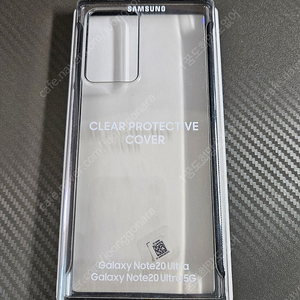 SAMSUNG
CLEAR PROTECTIVE
COVER
Galaxy Note20 Ultra
Galaxy Note20 Ultra 5G